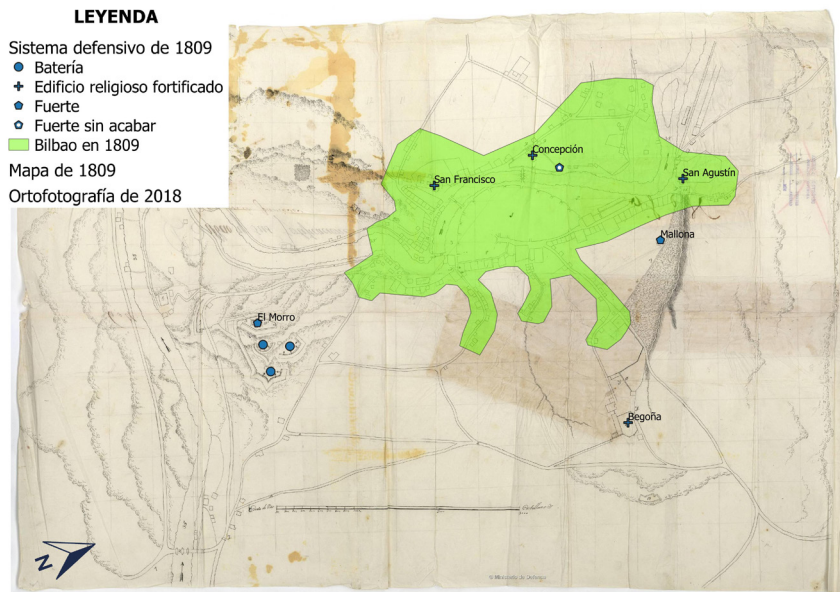 LEYENDA
Sistema defensivo de 1809
Batería
Edificio religioso fortificado
Fuerte
Fuerte sin acabar
Bilbao en 1809
Mapa de 1809
Ortofotografía de 2018
Concepción
San Francisco
San Agustín
Mallona
El Morro
Begoña
N
© Ministerio de Defensa